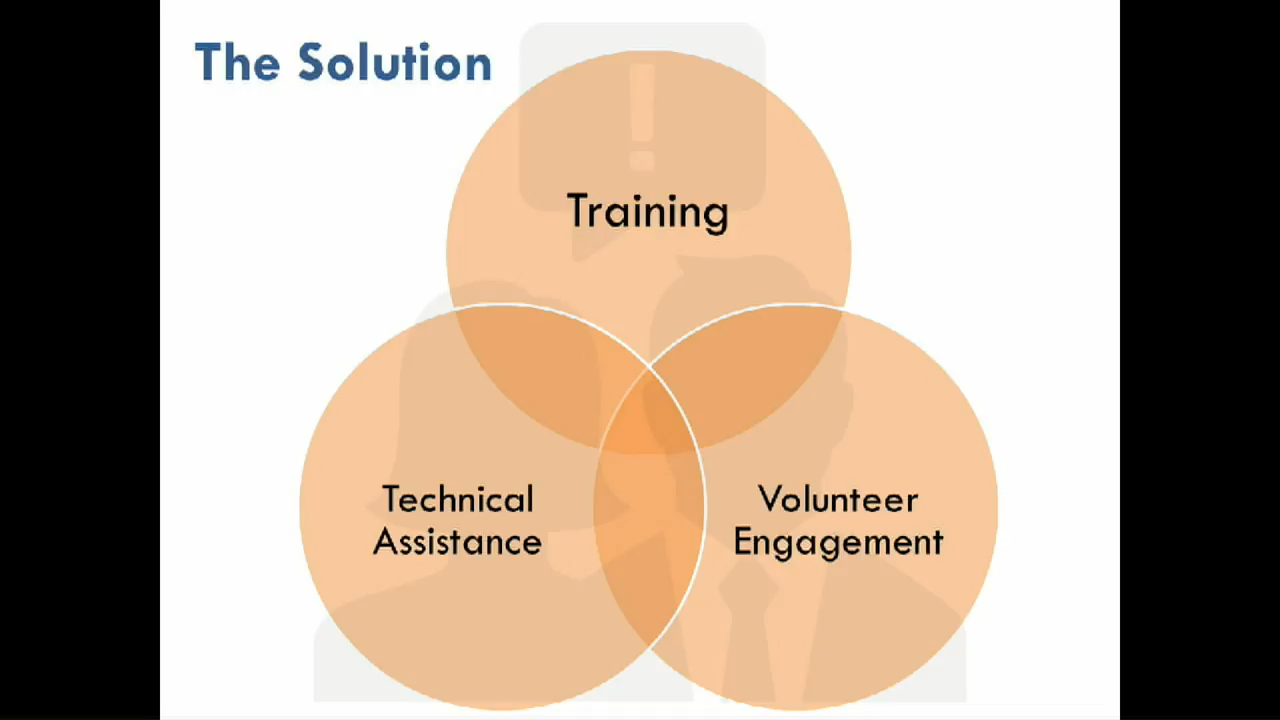 The Solution
Training
Technical
Assistance
Volunteer
Engagement